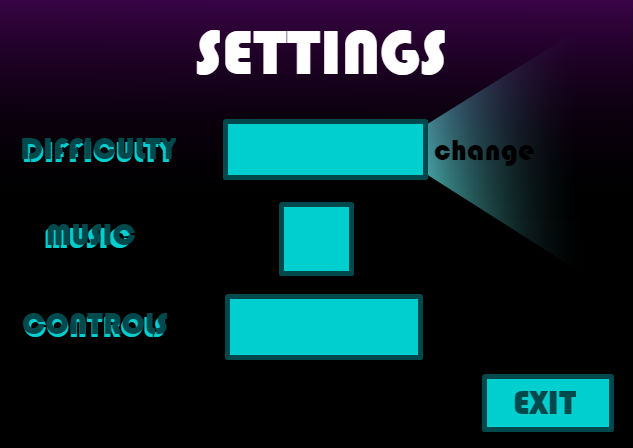 SETTINGS
DIFFICULTY
change
MUSIC
CONTROLS
EXIT